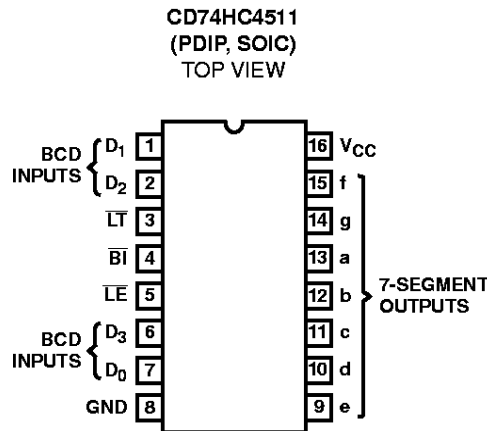 CD74HC4511
(PDIP, SOIC)
TOP VIEW
BCD
INPUTS
D1 1
D2 2
LT 3
BI 4
LE 5
BCD
INPUTS
D3 6
D0 7
GND 8
16 VCC
15 f
14 g
13 a
12 b
11 c
10 d
9 e
7-SEGMENT
OUTPUTS